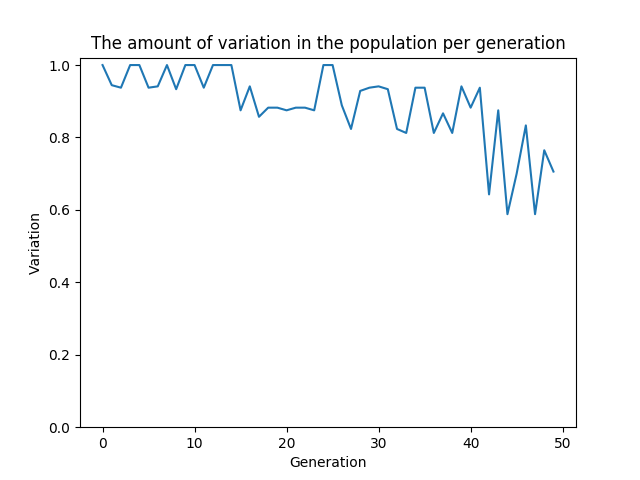 The amount of variation in the population per generation
1.0
0.8
0.6
0.4
0.2
0.0
Variation
0 10 20 30 40 50
Generation